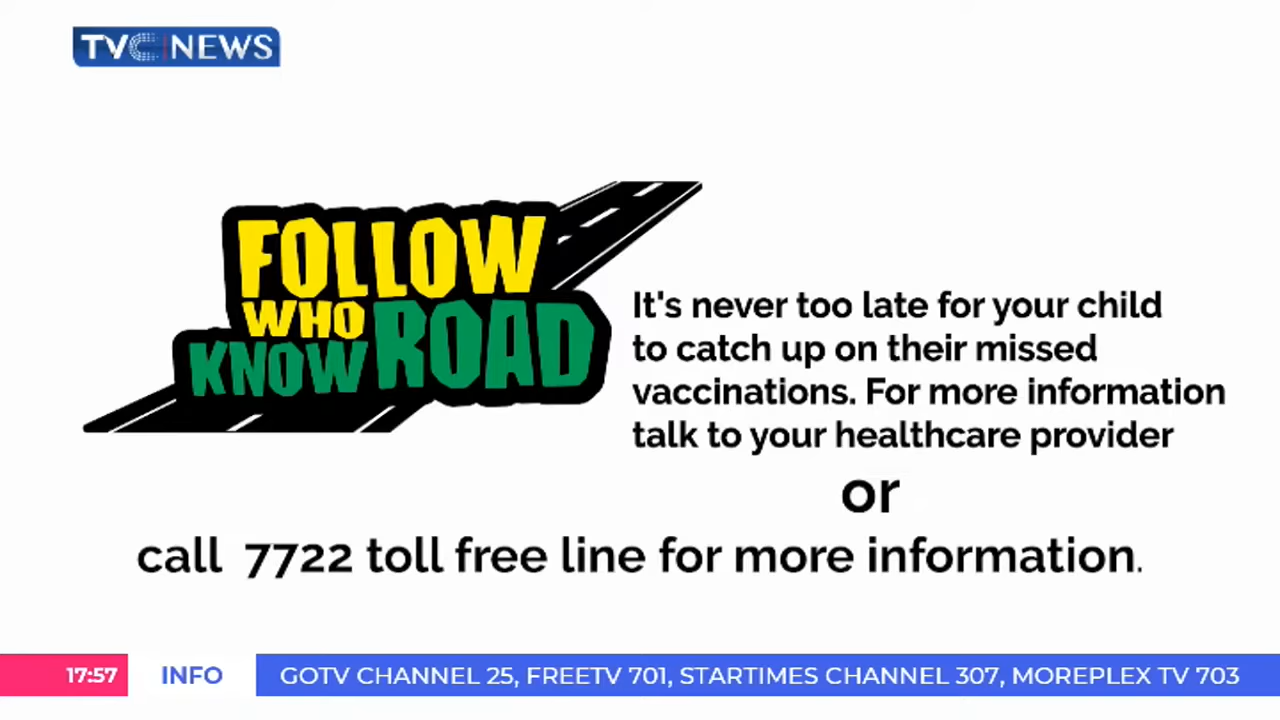 TVC NEWS
FOLLOW
WHO
KNOW ROAD
It's never too late for your child
to catch up on their missed
vaccinations. For more information
talk to your healthcare provider
or
call 7722 toll free line for more information.
17:57 INFO GOTV CHANNEL 25, FREETV 701, STARTIMES CHANNEL 307, MOREPLEX TV 703